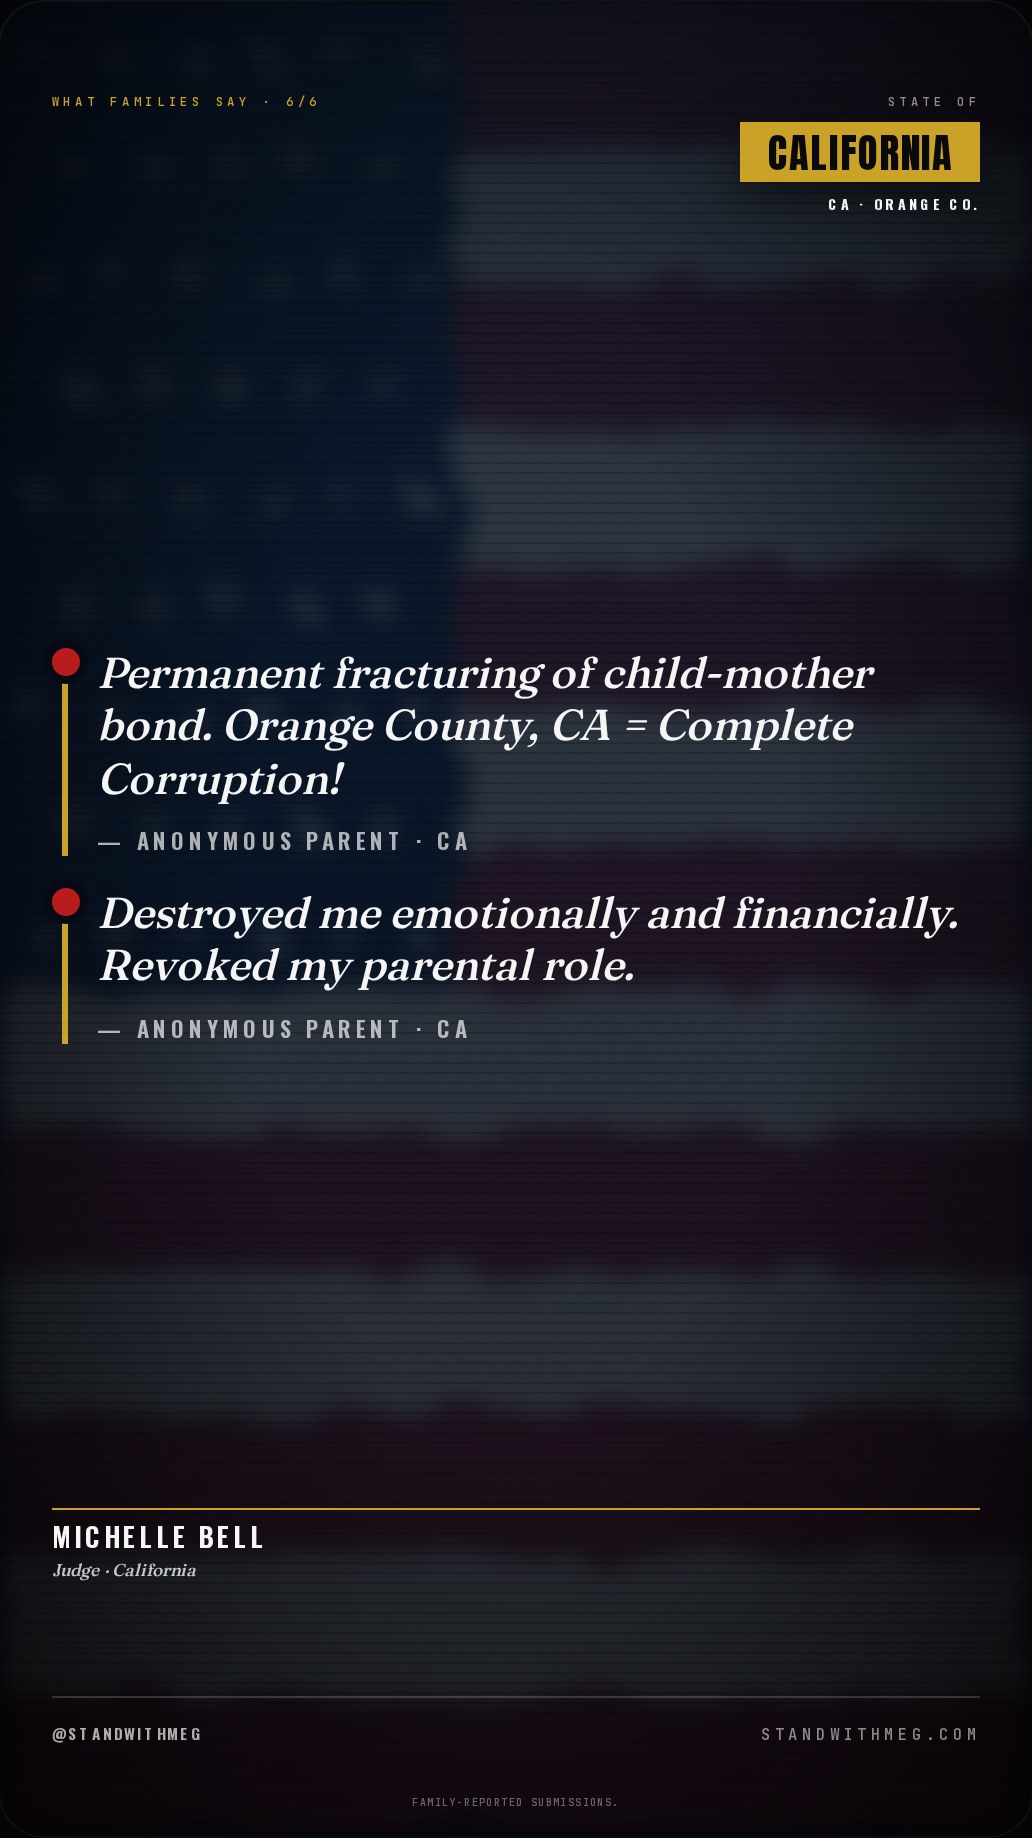 WHAT FAMILIES SAY · 6/6
STATE OF
CALIFORNIA
CA · ORANGE CO.
Permanent fracturing of child-mother
bond. Orange County, CA = Complete
Corruption!
— ANONYMOUS PARENT · CA
Destroyed me emotionally and financially.
Revoked my parental role.
— ANONYMOUS PARENT · CA
MICHELLE BELL
Judge · California
@STANDWITHMEG
STANDWITHMEG.COM
FAMILY-REPORTED SUBMISSIONS.